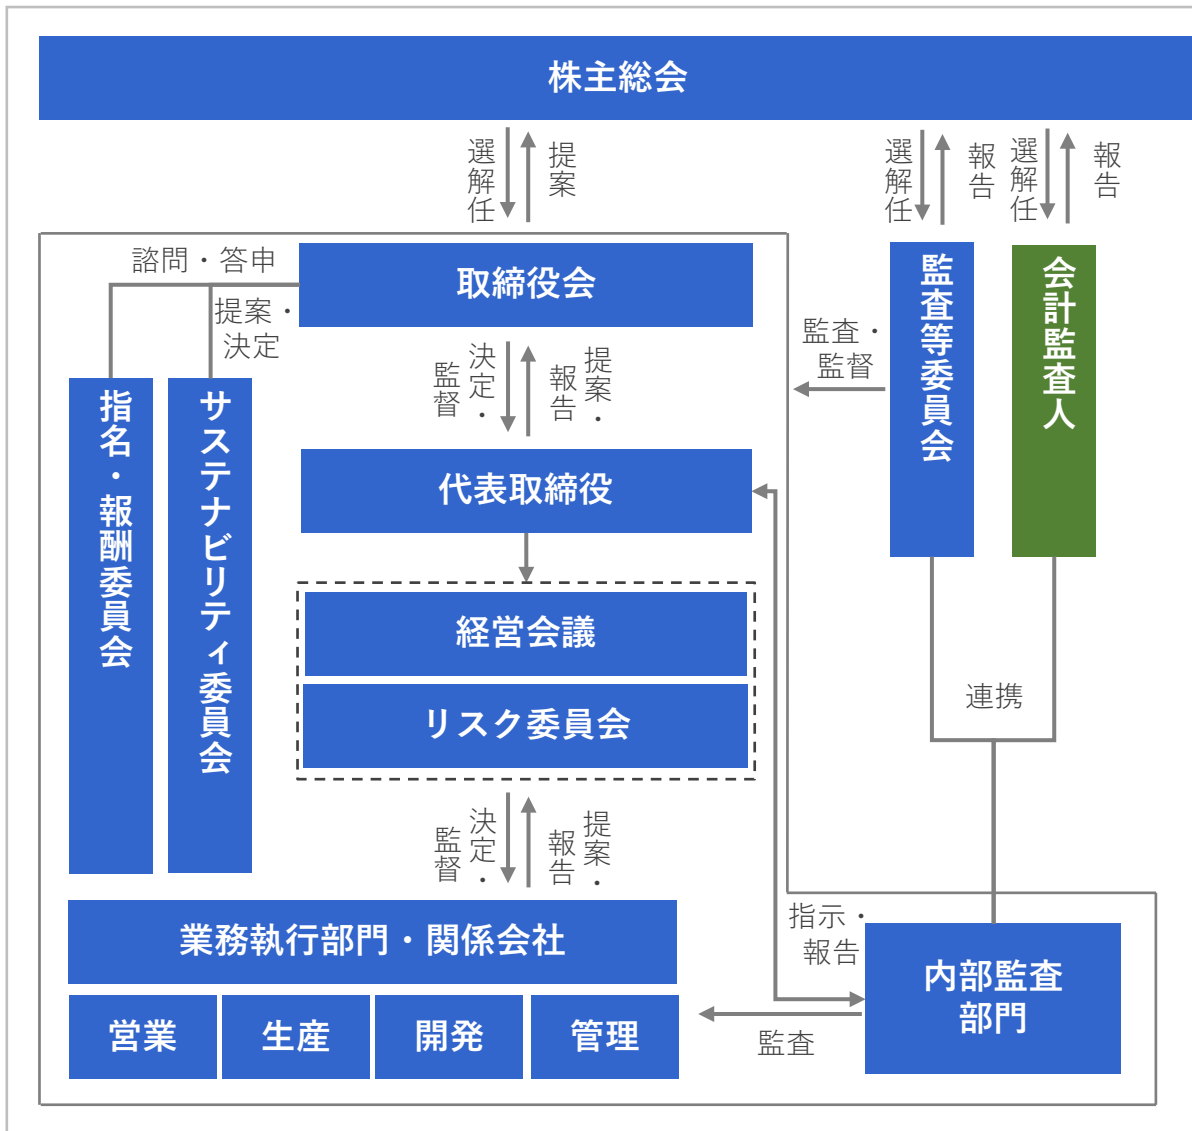 株主総会
選解任
提案
選解任
報告
選解任
報告
諮問・答申
提案・
決定
取締役会
監査等委員会
会計監査人
監査・
監督
決定・
監督
提案・
報告
指名・報酬委員会
サステナビリティ委員会
代表取締役
経営会議
リスク委員会
連携
決定・
監督
提案・
報告
業務執行部門・関係会社
営業
生産
開発
管理
指示・
報告
内部監査
部門
監査